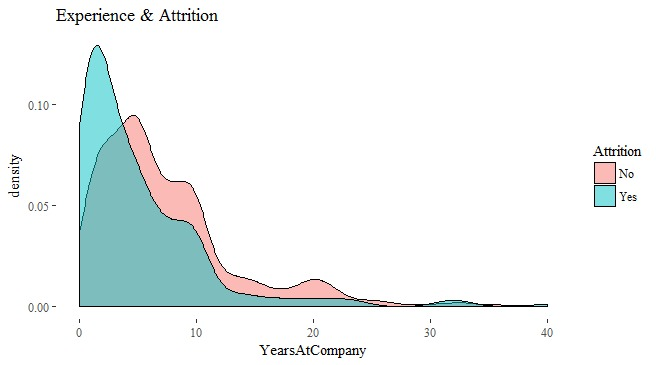 Experience & Attrition
0.10
0.05
0.00
density
0 10 20 30 40
YearsAtCompany
Attrition
No
Yes